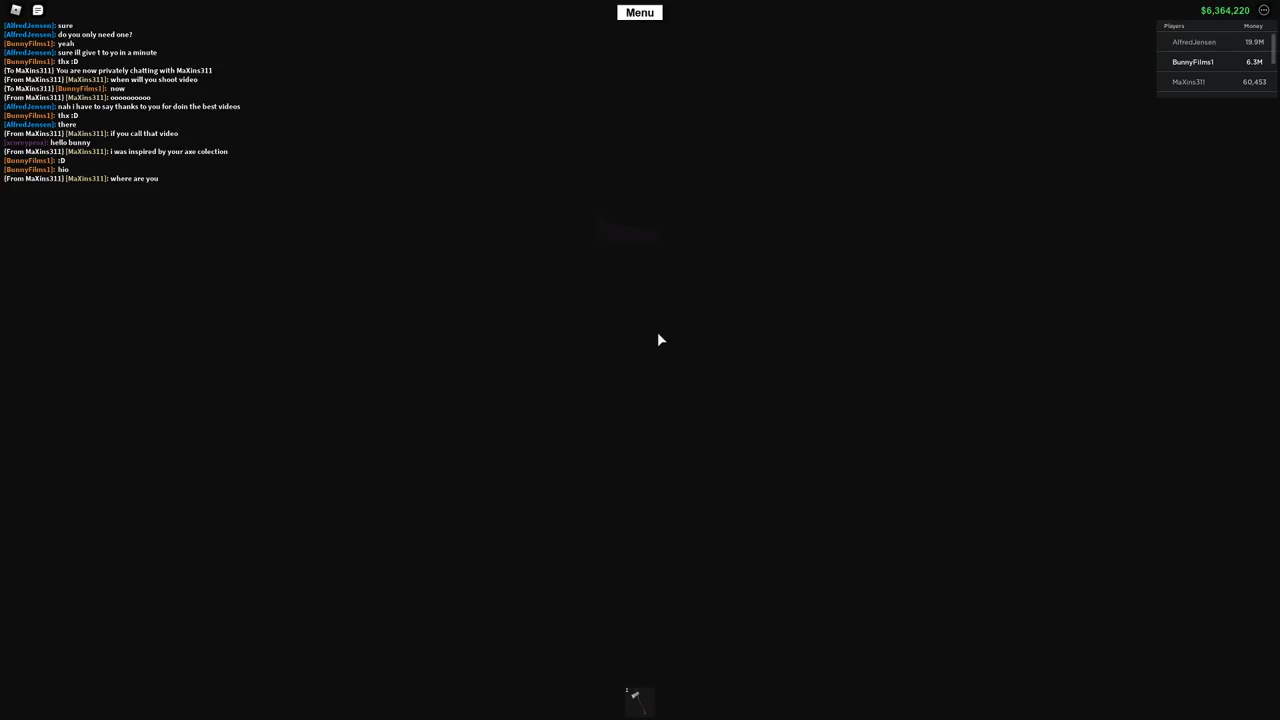 Menu
$6,364,220
Players Money
AlfredJensen 19.9M
BunnyFilms1 6.3M
MaXins311 60,453
[AlfredJensen]: sure
[AlfredJensen]: do you only need one?
[BunnyFilms1]: yeah
[AlfredJensen]: sure ill give t to yo in a minute
[BunnyFilms1]: thx :D
{To MaXins311} You are now privately chatting with MaXins311
{From MaXins311} [MaXins311]: when will you shoot video
{To MaXins311} [BunnyFilms1]: now
{From MaXins311} [MaXins311]: oooooooooo
[AlfredJensen]: nah i have to say thanks to you for doin the best videos
[BunnyFilms1]: thx :D
[AlfredJensen]: there
{From MaXins311} [MaXins311]: if you call that video
[xcoreyprox]: hello bunny
{From MaXins311} [MaXins311]: i was inspired by your axe colection
[BunnyFilms1]: :D
[BunnyFilms1]: hio
{From MaXins311} [MaXins311]: where are you
1